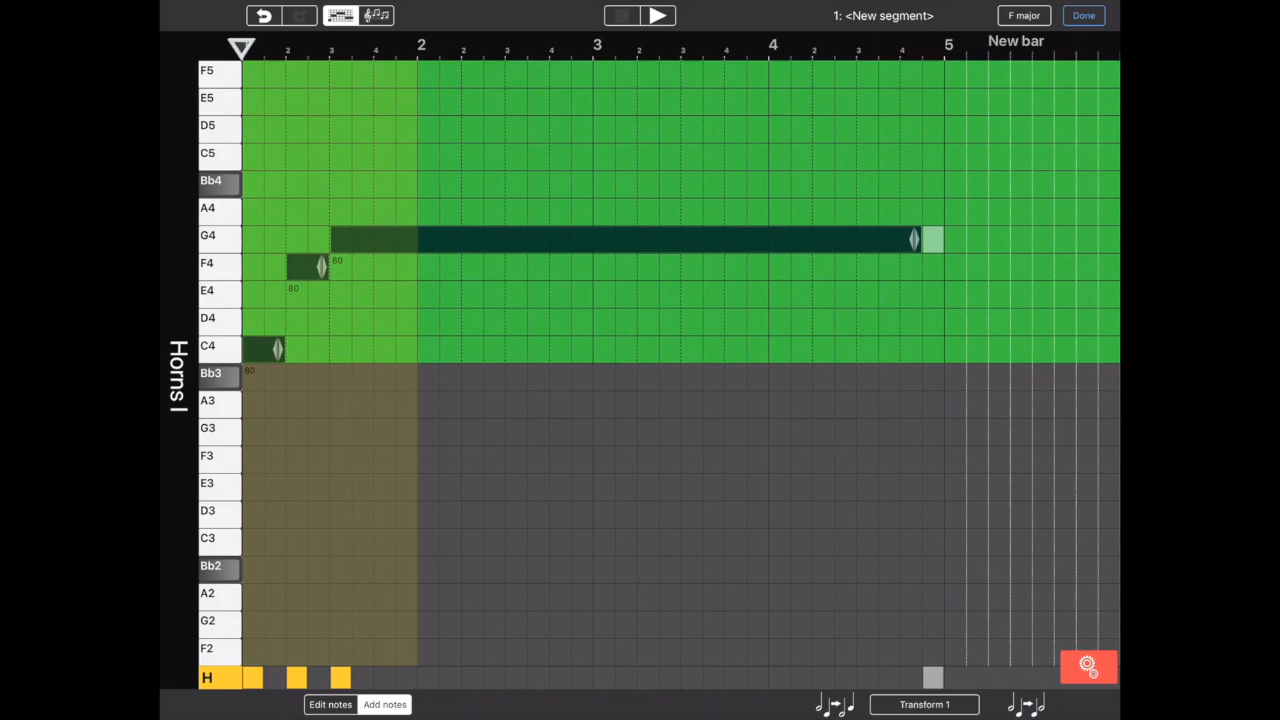 1: <New segment>
F major
Done
2 3 4 2 2 3 4 3 2 3 4 4 2 3 4 5 New bar
F5
E5
D5
C5
Bb4
A4
G4
F4
80
E4
80
D4
C4
Bb3
80
A3
G3
F3
E3
D3
C3
Bb2
A2
G2
F2
H
Horns I
Edit notes
Add notes
Transform 1